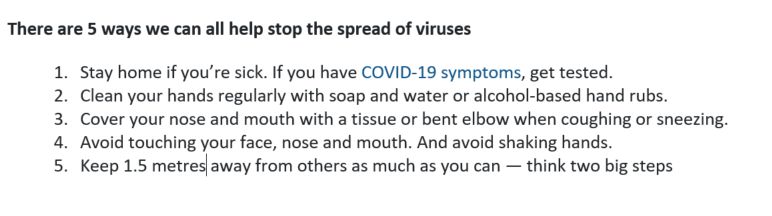 There are 5 ways we can all help stop the spread of viruses
1. Stay home if you’re sick. If you have COVID-19 symptoms, get tested.
2. Clean your hands regularly with soap and water or alcohol-based hand rubs.
3. Cover your nose and mouth with a tissue or bent elbow when coughing or sneezing.
4. Avoid touching your face, nose and mouth. And avoid shaking hands.
5. Keep 1.5 metres away from others as much as you can — think two big steps